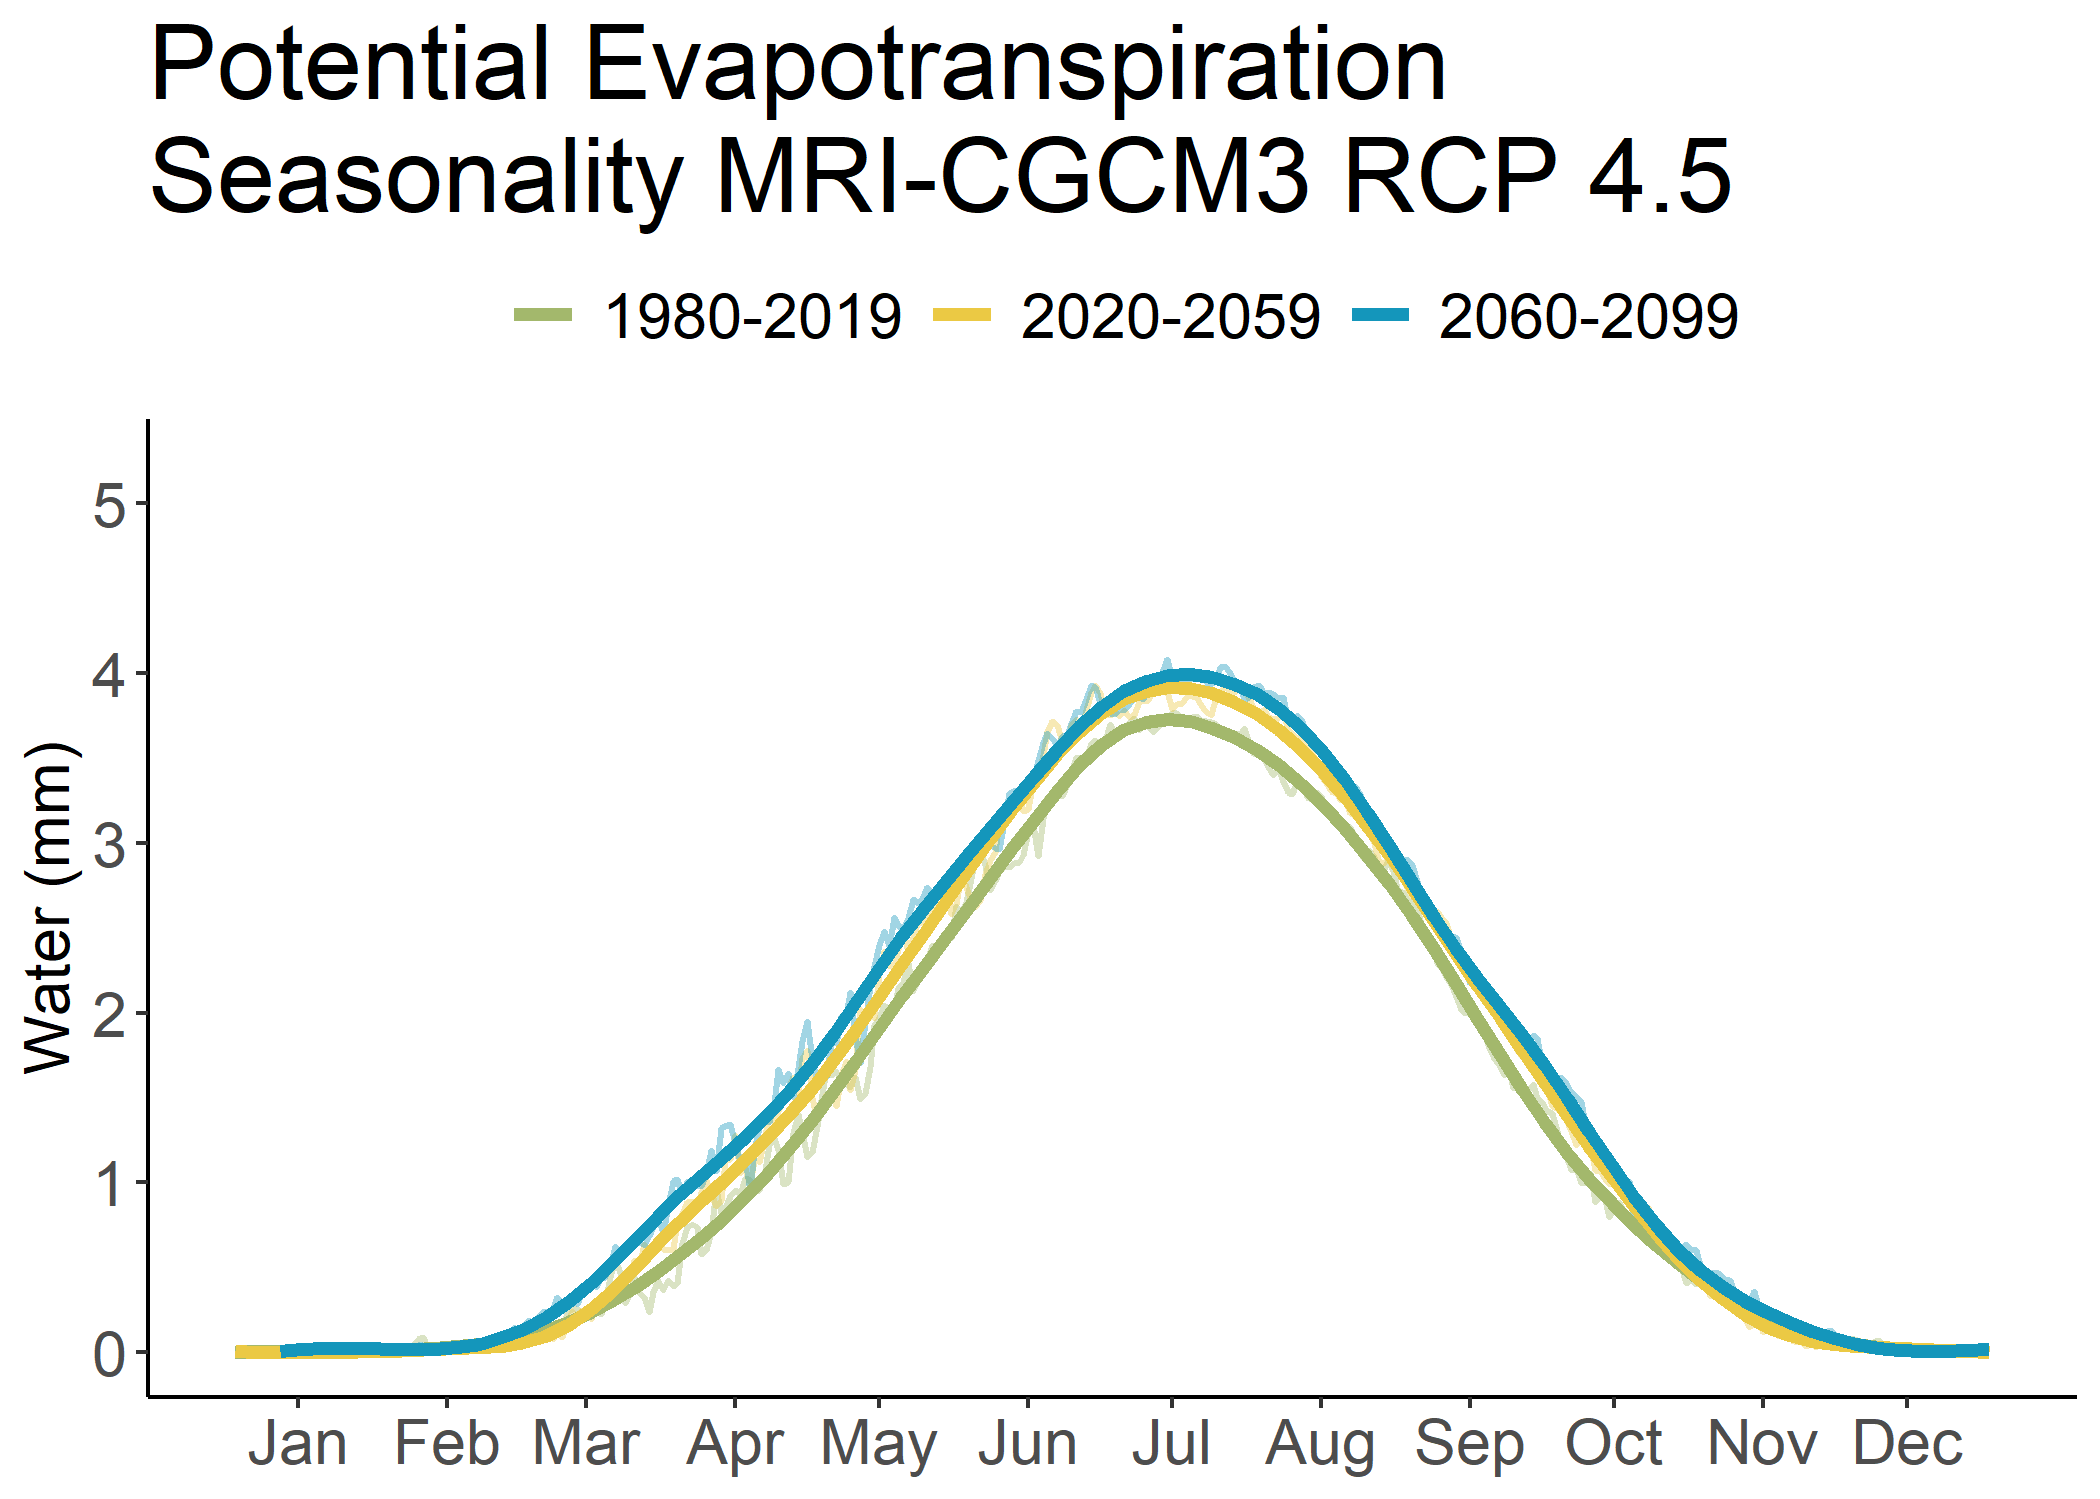 Potential Evapotranspiration
Seasonality MRI-CGCM3 RCP 4.5
1980-2019 2020-2059 2060-2099
Water (mm)
5
4
3
2
1
0
Jan Feb Mar Apr May Jun Jul Aug Sep Oct Nov Dec